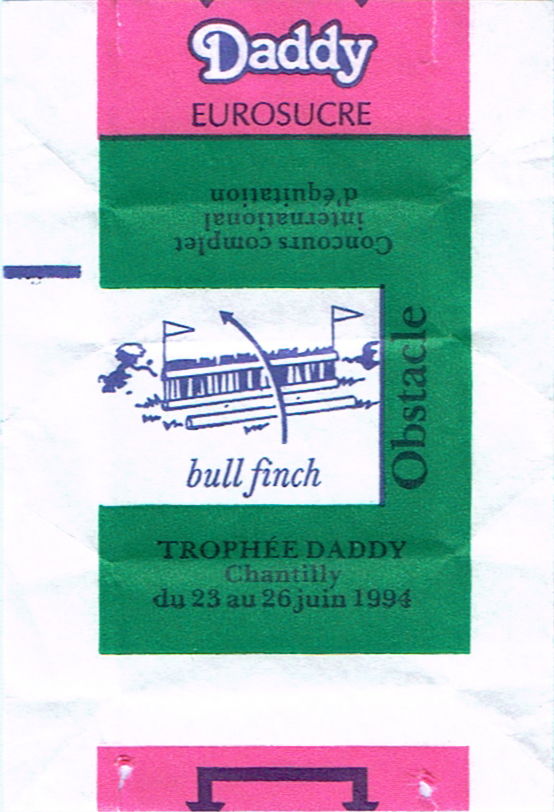 Daddy
EUROSUCRE
Concours complet
international
d'équitation
Obstacle
bull finch
TROPHÉE DADDY
Chantilly
du 23 au 26 juin 1994